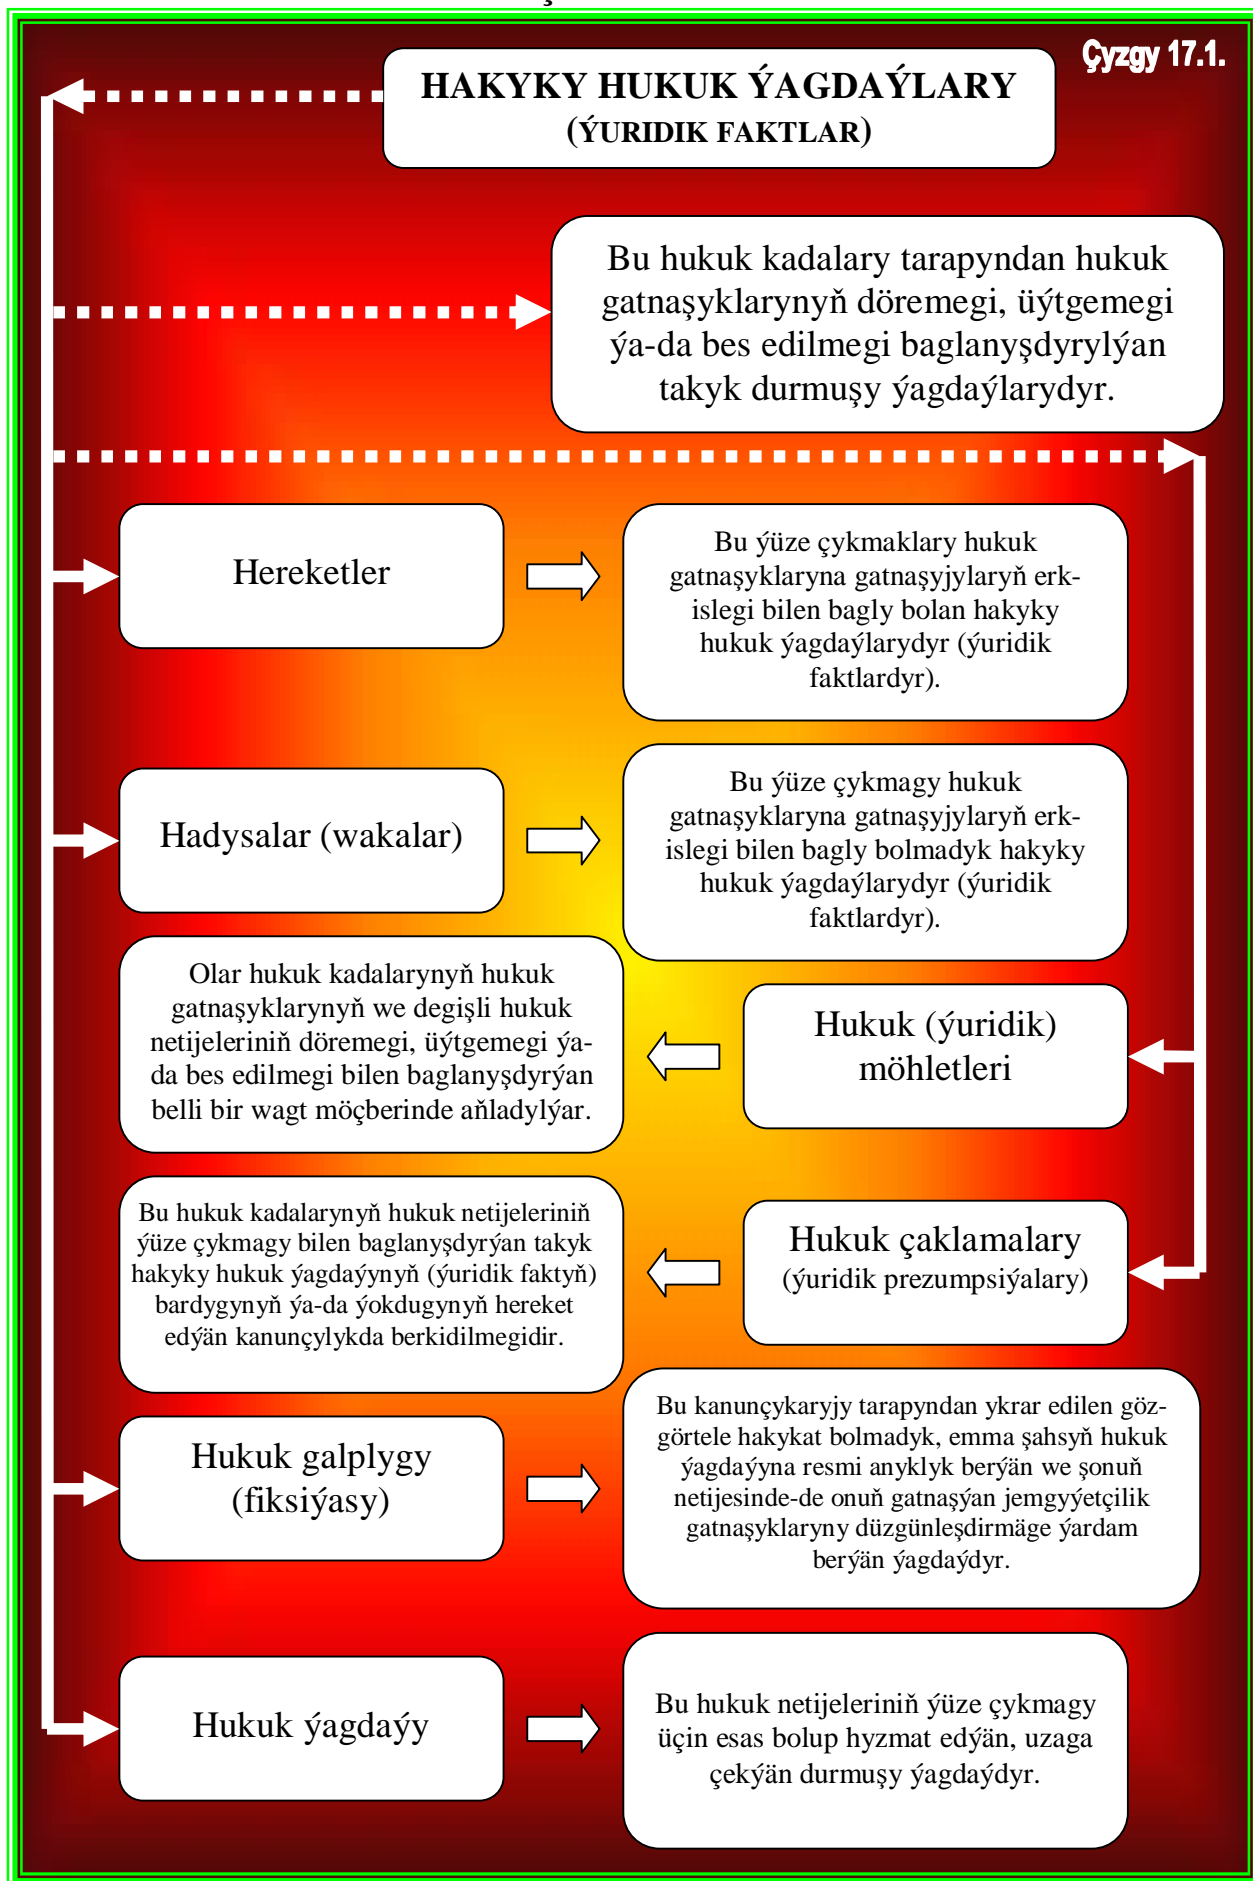 Çyzgy 17.1.
HAKYKY HUKUK ÝAGDAÝLARY
(ÝURIDIK FAKTLAR)
Bu hukuk kadalary tarapyndan hukuk
gatnaşyklarynyň döremegi, üýtgemegi
ýa-da bes edilmegi baglanyşdyrylýan
takyk durmuşy ýagdaýlarydyr.
Hereketler
Bu ýüze çykmaklary hukuk
gatnaşyklaryna gatnaşyjylaryň erk-
islegi bilen bagly bolan hakyky
hukuk ýagdaýlarydyr (ýuridik
faktlardyr).
Hadysalar (wakalar)
Bu ýüze çykmagy hukuk
gatnaşyklaryna gatnaşyjylaryň erk-
islegi bilen bagly bolmadyk hakyky
hukuk ýagdaýlarydyr (ýuridik
faktlardyr).
Olar hukuk kadalarynyň hukuk
gatnaşyklarynyň we degişli hukuk
netijeleriniň döremegi, üýtgemegi ýa-
da bes edilmegi bilen baglanyşdyrýan
belli bir wagt möçberinde aňladylýar.
Hukuk (ýuridik)
möhletleri
Bu hukuk kadalarynyň hukuk netijeleriniň
ýüze çykmagy bilen baglanyşdyrýan takyk
hakyky hukuk ýagdaýynyň (ýuridik faktyň)
bardygynyň ýa-da ýokdugynyň hereket
edýän kanunçylykda berkidilmegidir.
Hukuk çaklamalary
(ýuridik prezumpsiýalary)
Hukuk galplygy
(fiksiýasy)
Bu kanunçykaryjy tarapyndan ykrar edilen göz-
görtele hakykat bolmadyk, emma şahsyň hukuk
ýagdaýyna resmi anyklyk berýän we şonuň
netijesinde-de onuň gatnaşýan jemgyýetçilik
gatnaşyklaryny düzgünleşdirmäge ýardam
berýän ýagdaýdyr.
Hukuk ýagdaýy
Bu hukuk netijeleriniň ýüze çykmagy
üçin esas bolup hyzmat edýän, uzaga
çekýän durmuşy ýagdaýdyr.